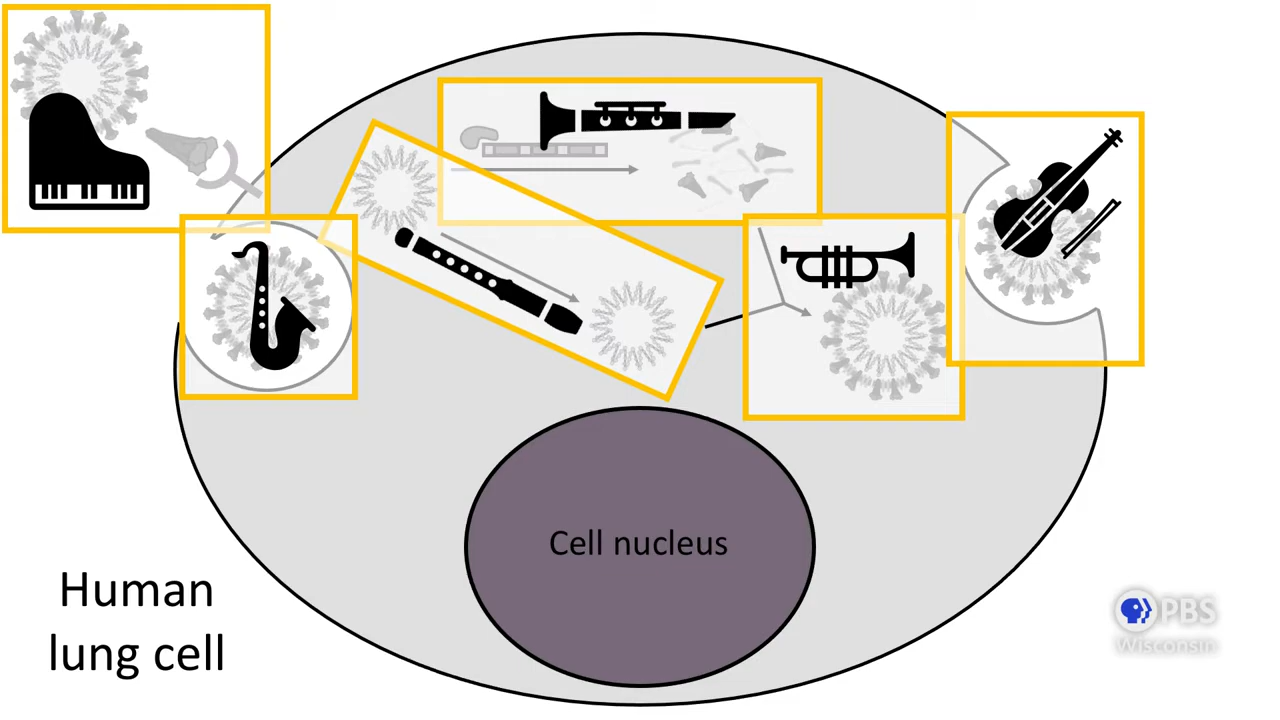 Cell nucleus
Human
lung cell
PBS
Wisconsin